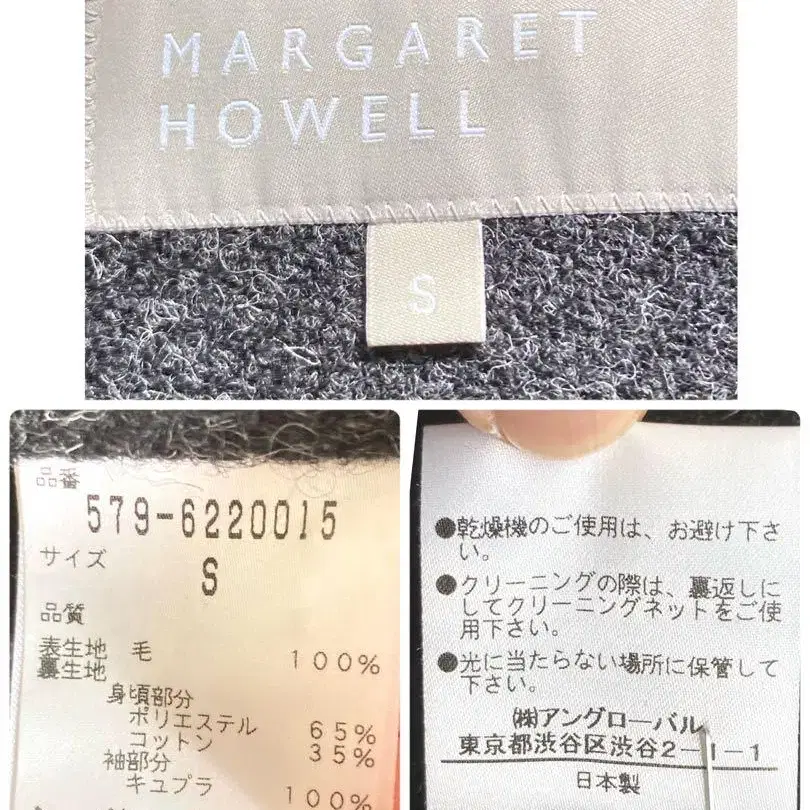 MARGARET
HOWELL
S
品番
579-6220015
サイズ
S
品質
表生地 毛 100%
裏生地
身頃部分
ポリエステル 65%
コットン 35%
袖部分
キュプラ 100%
●乾燥機のご使用は、お避け下さ
い。
●クリーニングの際は、裏返しに
してクリーニングネットをご使
用下さい。
●光に当たらない場所に保管して
下さい。
㈱アングローバル
東京都渋谷区渋谷2-1-1
日本製